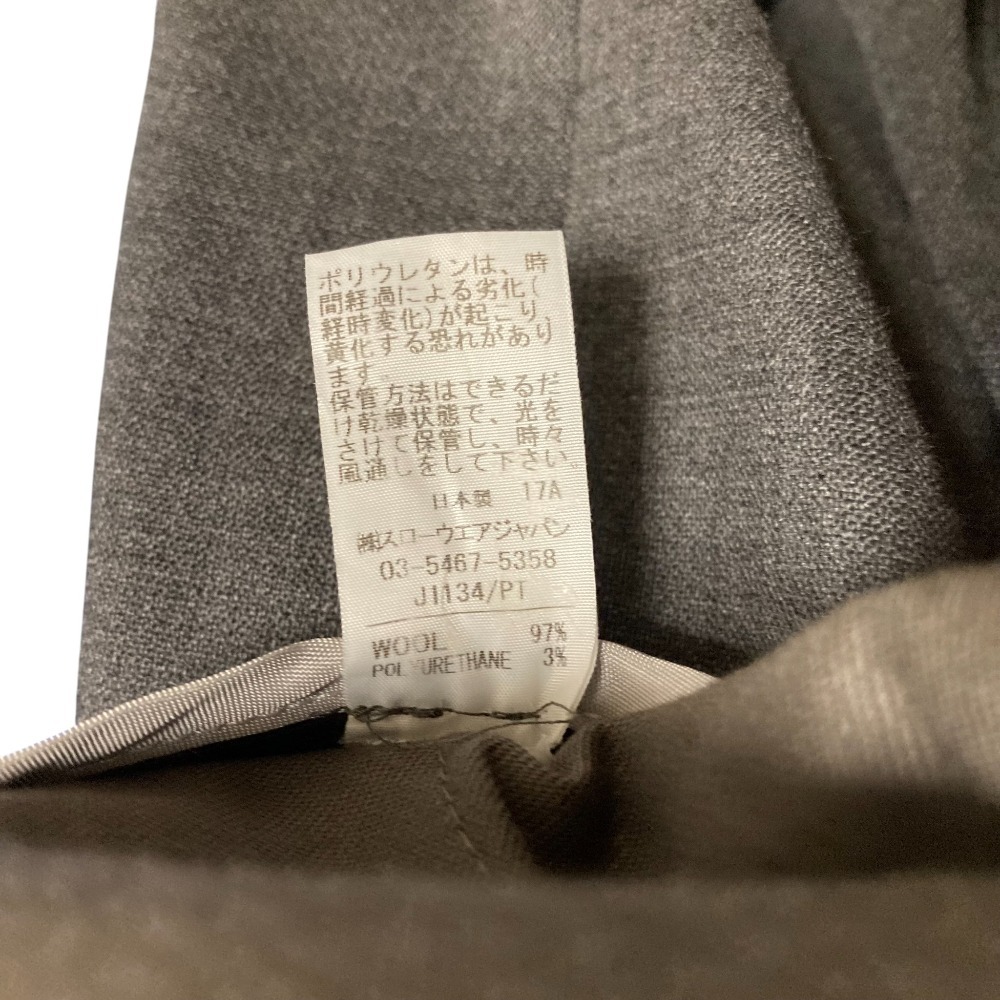 ポリウレタンは、時
間経過による劣化(
経時変化)が起こり、
黄化する恐れがあり
ます。
保管方法はできるだ
け乾燥状態で、光を
さけて保管し、時々
風通しをして下さい。
日本製 17A
㈱スローウエアジャパン
03-5467-5358
J1134/PT
WOOL 97%
POLYURETHANE 3%